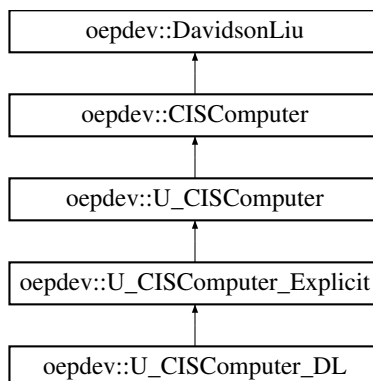 oepdev::DavidsonLiu
oepdev::CISComputer
oepdev::U_CISComputer
oepdev::U_CISComputer_Explicit
oepdev::U_CISComputer_DL